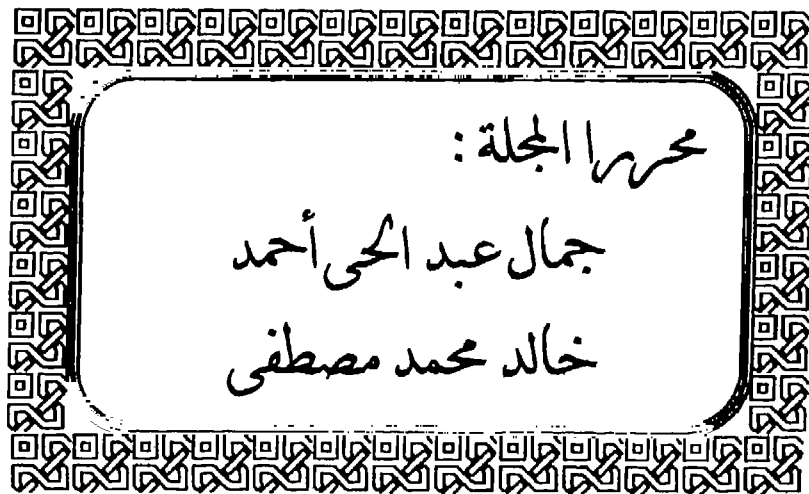 محررا المجلة :
جمال عبد الحى أحمد
خالد محمد مصطفى